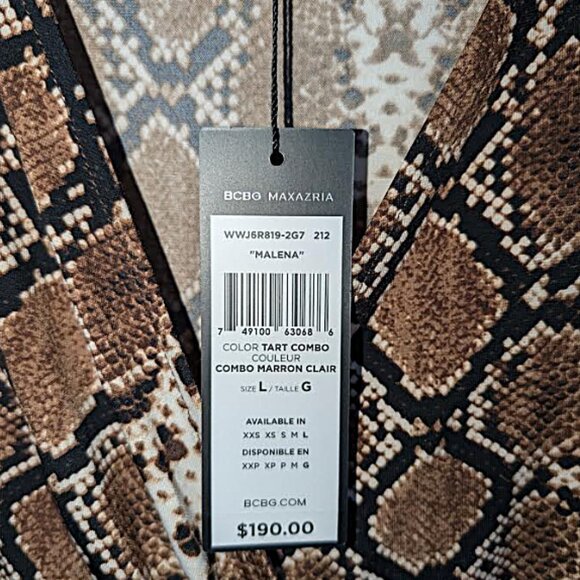 BCBG MAXAZRIA
WWJ6R819-2G7 212
"MALENA"
7 49100 63068 6
COLOR TART COMBO
COULEUR
COMBO MARRON CLAIR
SIZE L / TAILLE G
AVAILABLE IN
XXS XS S M L
DISPONIBLE EN
XXP XP P M G
BCBG.COM
$190.00